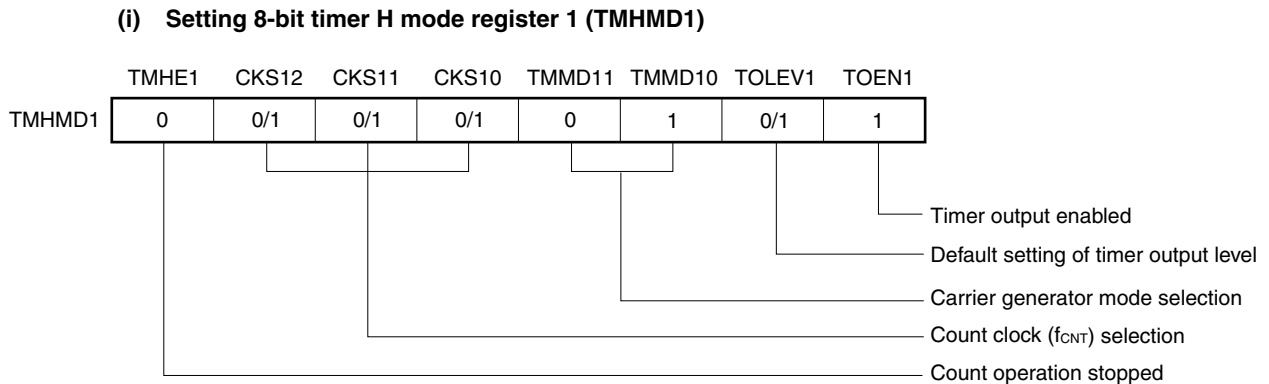 (i) Setting 8-bit timer H mode register 1 (TMHMD1)
TMHE1 CKS12 CKS11 CKS10 TMMD11 TMMD10 TOLEV1 TOEN1
TMHMD1 0 0/1 0/1 0/1 0 1 0/1 1
Timer output enabled
Default setting of timer output level
Carrier generator mode selection
Count clock (fCNT) selection
Count operation stopped